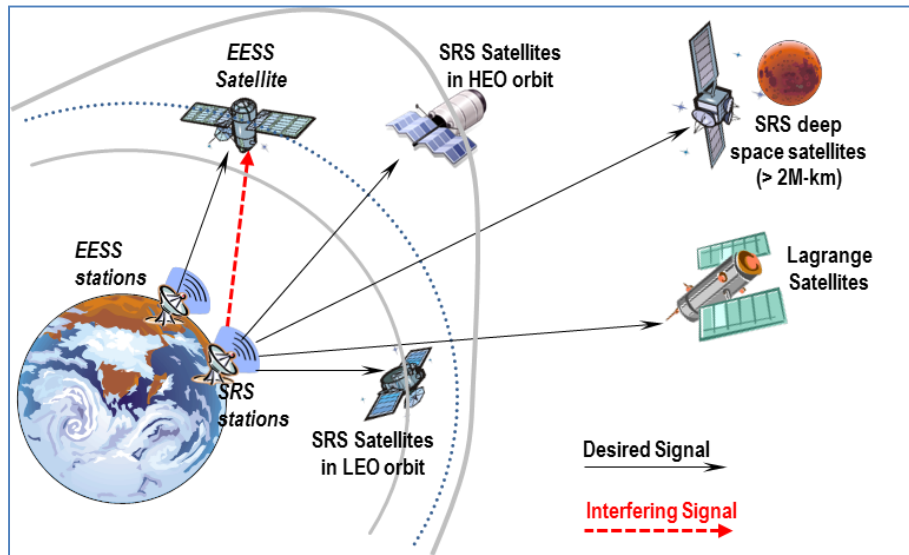 EESS
Satellite
SRS Satellites
in HEO orbit
SRS deep
space satellites
(> 2M-km)
EESS
stations
Lagrange
Satellites
SRS
stations
SRS Satellites
in LEO orbit
Desired Signal
Interfering Signal